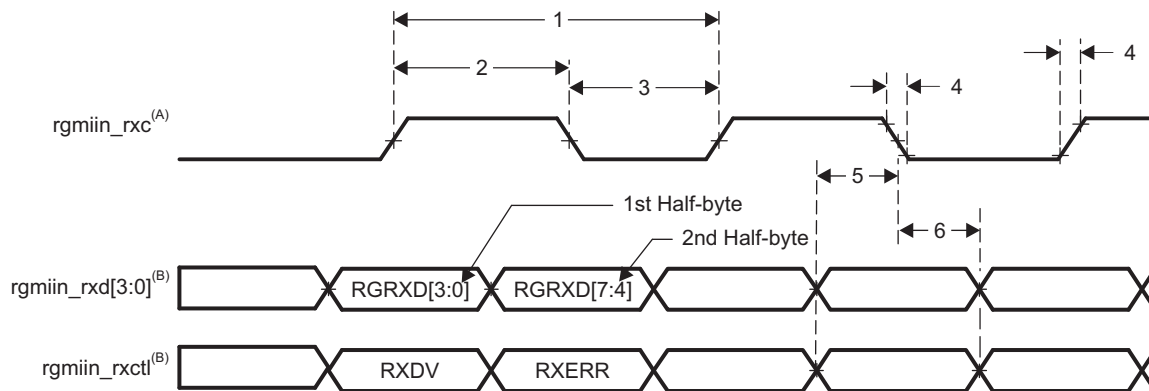 1
2
3
4
4
rgmiin_rxc(A)
5
1st Half-byte
6
2nd Half-byte
rgmiin_rxd[3:0](B)
RGRXD[3:0]
RGRXD[7:4]
rgmiin_rxctl(B)
RXDV
RXERR